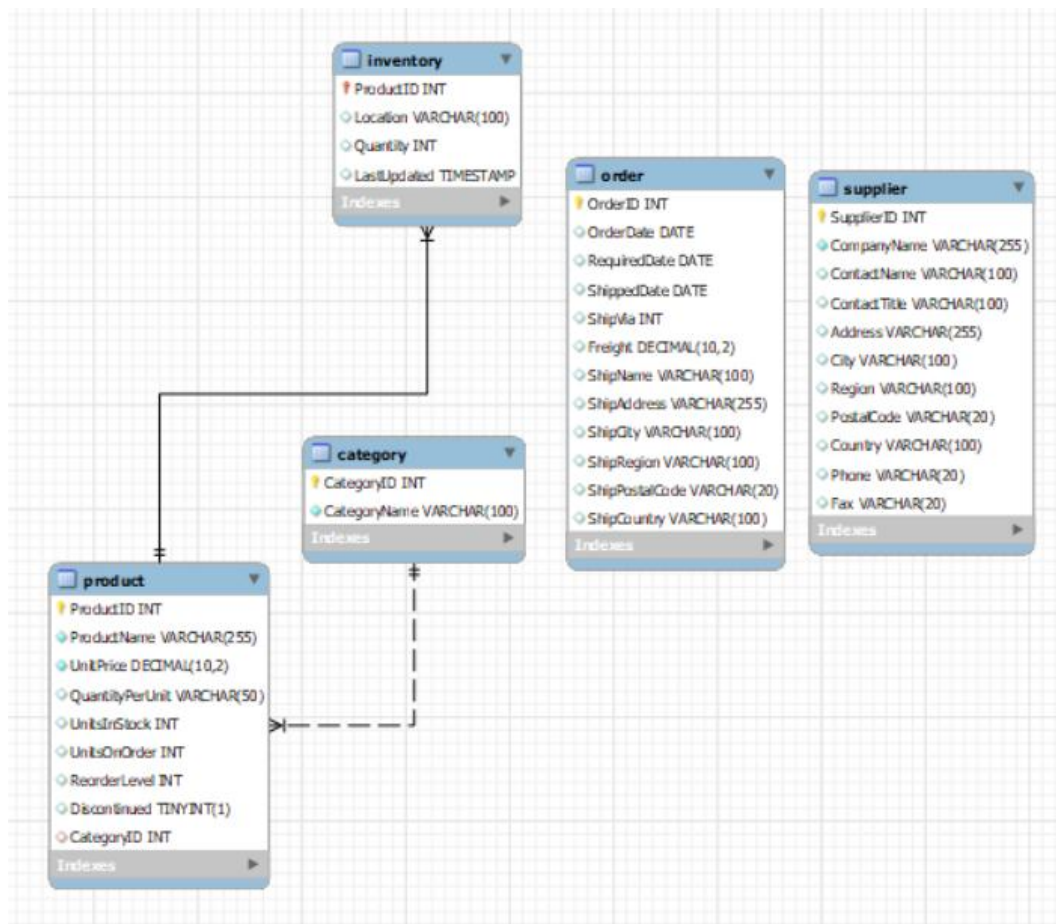 inventory
ProductID INT
Location VARCHAR(100)
Quantity INT
LastUpdated TIMESTAMP
Indexes
order
OrderID INT
OrderDate DATE
RequiredDate DATE
ShippedDate DATE
ShipVia INT
Freight DECIMAL(10,2)
ShipName VARCHAR(100)
ShipAddress VARCHAR(255)
ShipCity VARCHAR(100)
ShipRegion VARCHAR(100)
ShipPostalCode VARCHAR(20)
ShipCountry VARCHAR(100)
Indexes
supplier
SupplierID INT
CompanyName VARCHAR(255)
ContactName VARCHAR(100)
ContactTitle VARCHAR(100)
Address VARCHAR(255)
City VARCHAR(100)
Region VARCHAR(100)
PostalCode VARCHAR(20)
Country VARCHAR(100)
Phone VARCHAR(20)
Fax VARCHAR(20)
Indexes
category
CategoryID INT
CategoryName VARCHAR(100)
Indexes
product
ProductID INT
ProductName VARCHAR(255)
UnitPrice DECIMAL(10,2)
QuantityPerUnit VARCHAR(50)
UnitsInStock INT
UnitsOnOrder INT
ReorderLevel INT
Discontinued TINYINT(1)
CategoryID INT
Indexes